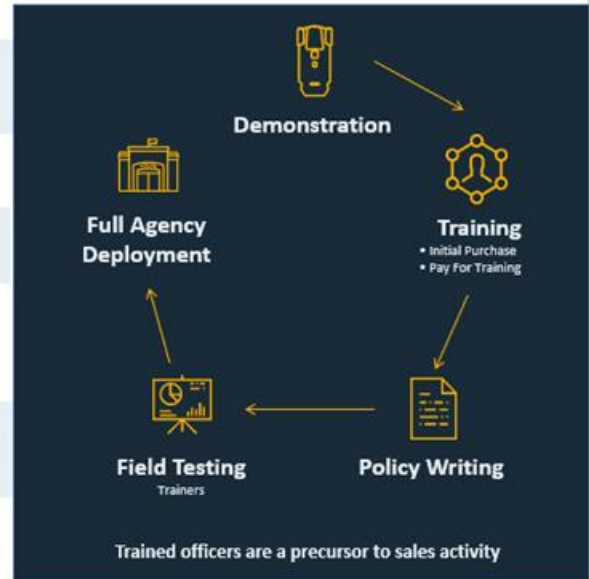 Demonstration
Training
• Initial Purchase
• Pay For Training
Policy Writing
Field Testing
Trainers
Full Agency
Deployment
Trained officers are a precursor to sales activity